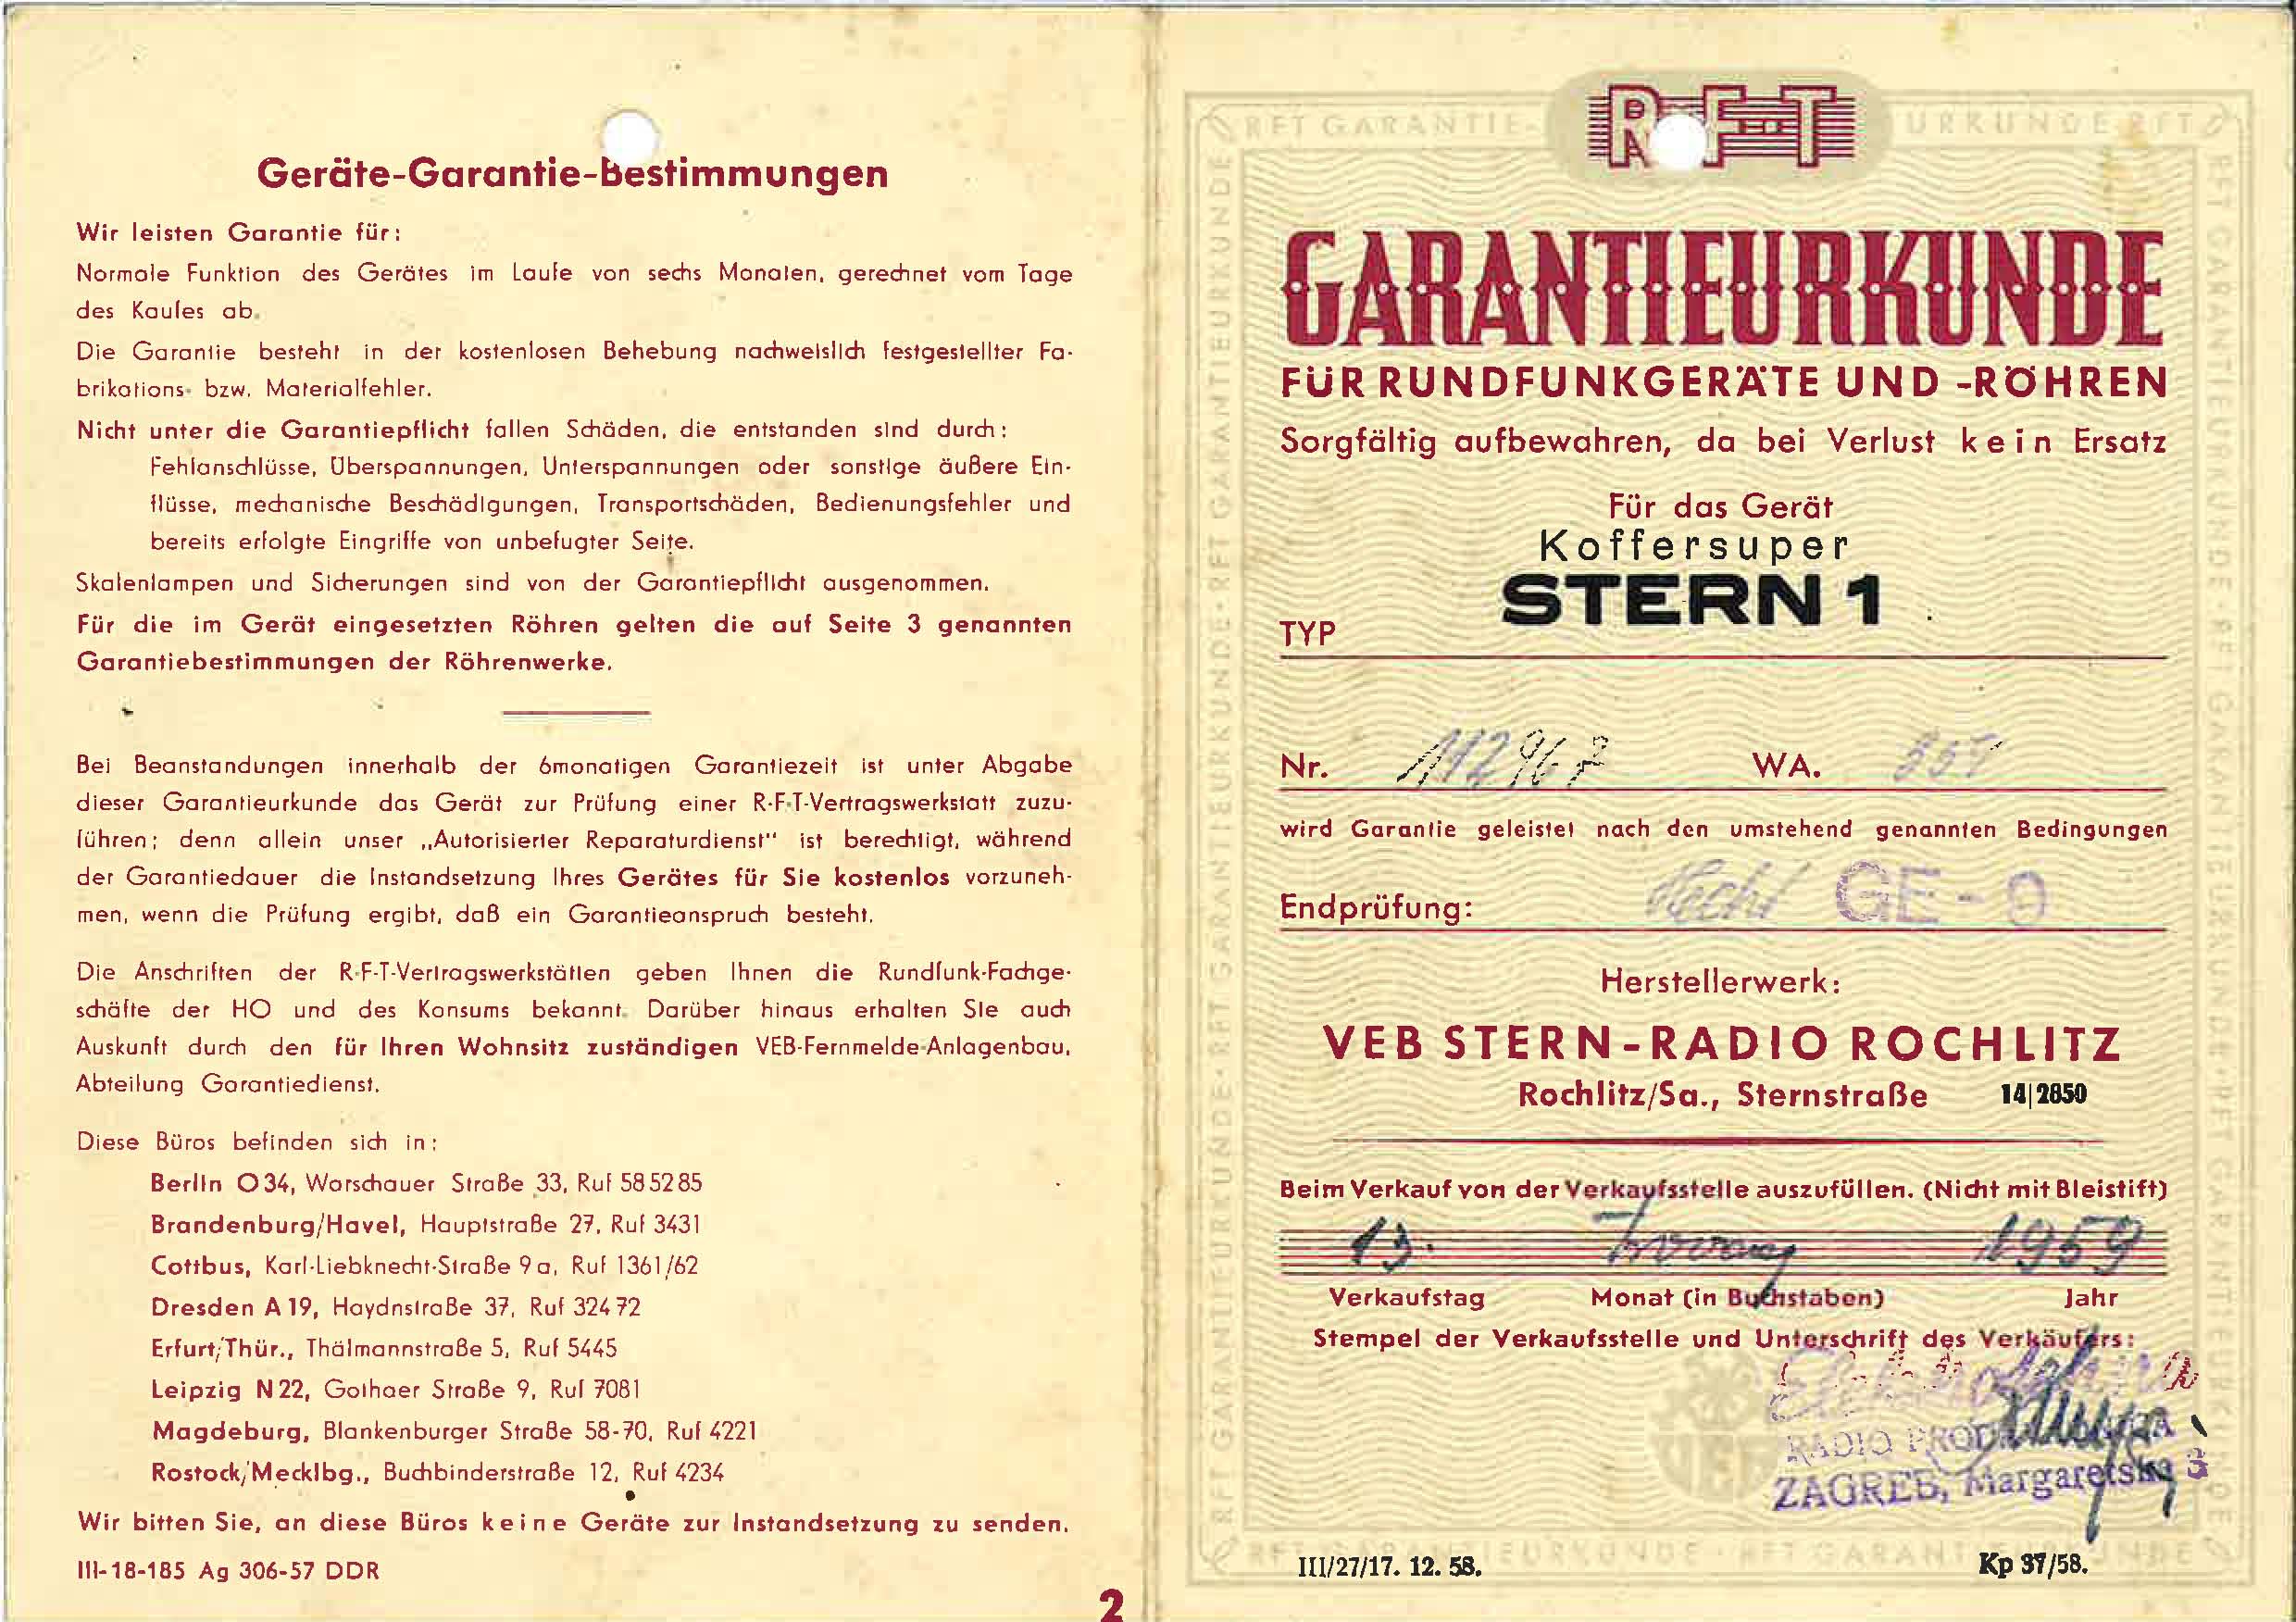 Geräte-Garantie-Bestimmungen
Wir leisten Garantie für:
Normale Funktion des Gerätes im Laufe von sechs Monaten, gerechnet vom Tage
des Kaufes ab.
Die Garantie besteht in der kostenlosen Behebung nachweislich festgestellter Fa-
brikations- bzw. Materialfehler.
Nicht unter die Garantiepflicht fallen Schäden, die entstanden sind durch:
Fehlanschlüsse, Überspannungen, Unterspannungen oder sonstige äußere Ein-
flüsse, mechanische Beschädigungen, Transportschäden, Bedienungsfehler und
bereits erfolgte Eingriffe von unbefugter Seite.
Skalenlampen und Sicherungen sind von der Garantiepflicht ausgenommen.
Für die im Gerät eingesetzten Röhren gelten die auf Seite 3 genannten
Garantiebestimmungen der Röhrenwerke.
Bei Beanstandungen innerhalb der 6monatigen Garantiezeit ist unter Abgabe
dieser Garantieurkunde das Gerät zur Prüfung einer R-F-T-Vertragswerkstatt zuzu-
führen; denn allein unser „Autorisierter Reparaturdienst" ist berechtigt, während
der Garantiedauer die Instandsetzung Ihres Gerätes für Sie kostenlos vorzuneh-
men, wenn die Prüfung ergibt, daß ein Garantieanspruch besteht.
Die Anschriften der R-F-T-Vertragswerkstätten geben Ihnen die Rundfunk-Fachge-
schäfte der HO und des Konsums bekannt. Darüber hinaus erhalten Sie auch
Auskunft durch den für Ihren Wohnsitz zuständigen VEB-Fernmelde-Anlagenbau,
Abteilung Garantiedienst.
Diese Büros befinden sich in:
Berlin O 34, Warschauer Straße 33, Ruf 58 52 85
Brandenburg/Havel, Hauptstraße 27, Ruf 3431
Cottbus, Karl-Liebknecht-Straße 9 a, Ruf 1361/62
Dresden A 19, Haydnstraße 37, Ruf 324 72
Erfurt/Thür., Thälmannstraße 5, Ruf 5445
Leipzig N 22, Gothaer Straße 9, Ruf 7081
Magdeburg, Blankenburger Straße 58-70, Ruf 4221
Rostock/Mecklbg., Buchbinderstraße 12, Ruf 4234
Wir bitten Sie, an diese Büros keine Geräte zur Instandsetzung zu senden.
III-18-185 Ag 306-57 DDR
2
RFT GARANTIE- URKUNDE RFT
R F T
GARANTIEURKUNDE
FÜR RUNDFUNKGERÄTE UND -RÖHREN
Sorgfältig aufbewahren, da bei Verlust kein Ersatz
Für das Gerät
Koffersuper
TYP STERN 1
Nr. 112967 WA.
wird Garantie geleistet nach den umstehend genannten Bedingungen
Endprüfung: GE-9
Herstellerwerk:
VEB STERN-RADIO ROCHLITZ
Rochlitz/Sa., Sternstraße 14|2850
Beim Verkauf von der Verkaufsstelle auszufüllen. (Nicht mit Bleistift)
13. 1959
Verkaufstag Monat (in Buchstaben) Jahr
Stempel der Verkaufsstelle und Unterschrift des Verkäufers:
RADIO
ZAGREB, Margaretska 3
III/27/17. 12. 58. Kp 37/58.